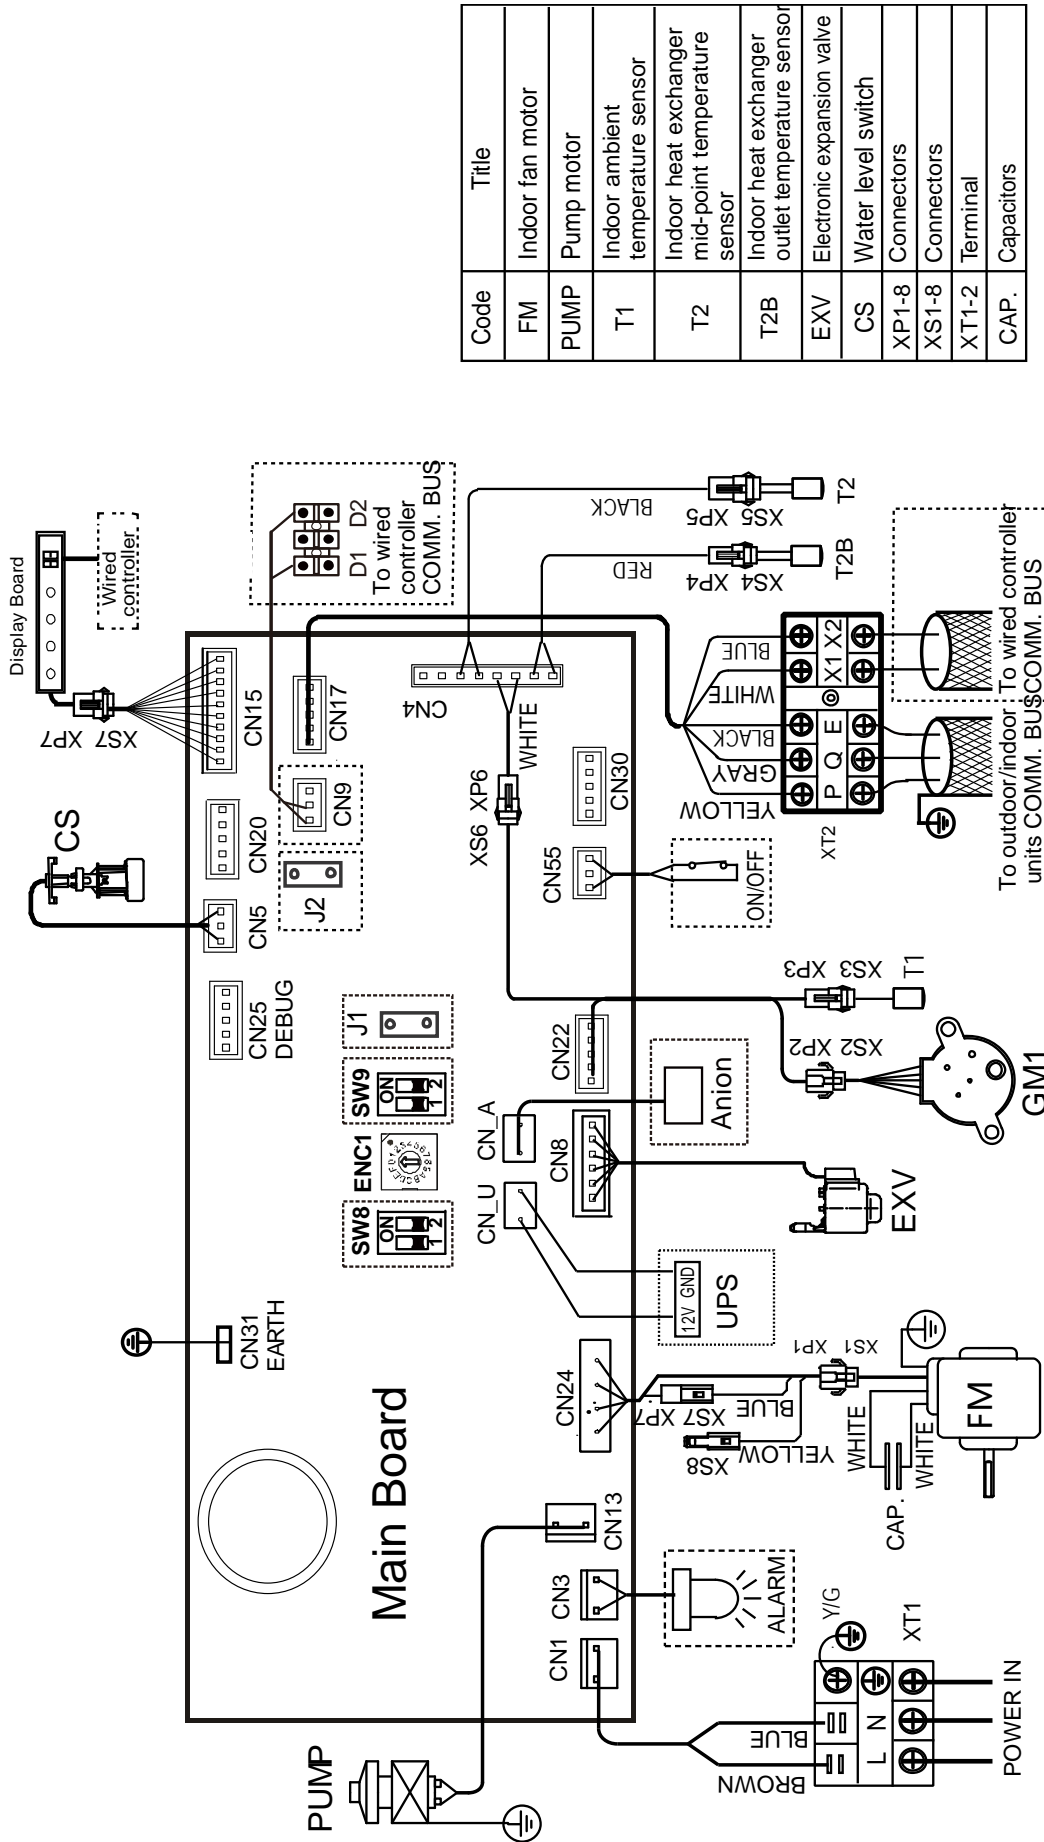 Display Board
Wired
controller
XP7
XS7
CS
CN15
CN20
CN5
CN25
DEBUG
CN31
EARTH
CN17
CN9
J2
J1
SW9
ON
1 2
ENC1
SW8
ON
1 2
D1 D2
To wired
controller
COMM. BUS
Main Board
PUMP
CN4
WHITE
XS6 XP6
CN30
CN55
ON/OFF
CN22
CN_A
Anion
CN8
CN_U
12V GND
UPS
CN24
CN13
CN3
ALARM
CN1
BLACK
XP5
XS5
T2
RED
XP4
XS4
T2B
BLUE
WHITE
BLACK
GRAY
YELLOW
P Q E X1 X2
XT2
To outdoor/indoor
units COMM. BUS
To wired controller
COMM. BUS
XP3
XS3
T1
XP2
XS2
GM1
EXV
XP7
XS7
BLUE
XS8
YELLOW
XP1
XS1
WHITE
WHITE
CAP.
FM
BLUE
BROWN
Y/G
L N
XT1
POWER IN
Code Title
FM Indoor fan motor
PUMP Pump motor
T1 Indoor ambient
temperature sensor
T2 Indoor heat exchanger
mid-point temperature
sensor
T2B Indoor heat exchanger
outlet temperature sensor
EXV Electronic expansion valve
CS Water level switch
XP1-8 Connectors
XS1-8 Connectors
XT1-2 Terminal
CAP. Capacitors